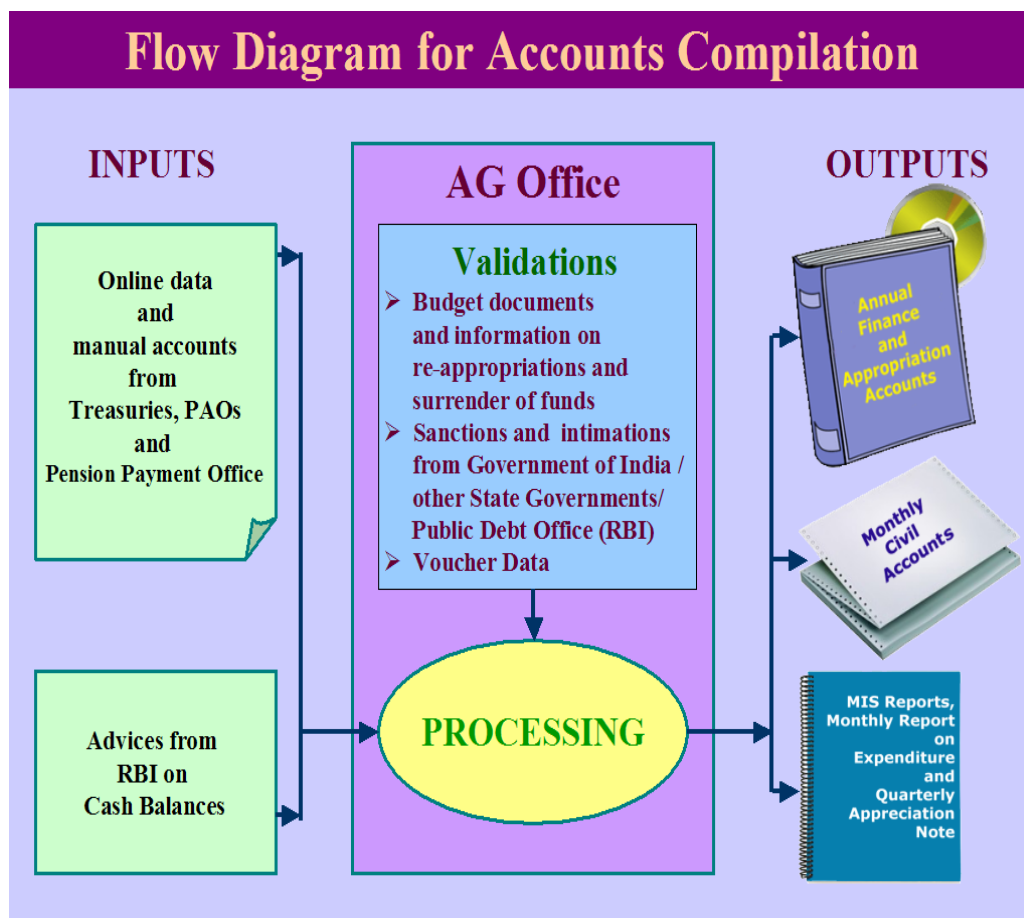 Flow Diagram for Accounts Compilation
INPUTS
Online data
and
manual accounts
from
Treasuries, PAOs
and
Pension Payment Office
Advices from
RBI on
Cash Balances
AG Office
Validations
➢ Budget documents
and information on
re-appropriations and
surrender of funds
➢ Sanctions and intimations
from Government of India /
other State Governments/
Public Debt Office (RBI)
➢ Voucher Data
PROCESSING
OUTPUTS
Annual
Finance
and
Appropriation
Accounts
Monthly
Civil
Accounts
MIS Reports,
Monthly Report
on
Expenditure
and
Quarterly
Appreciation
Note